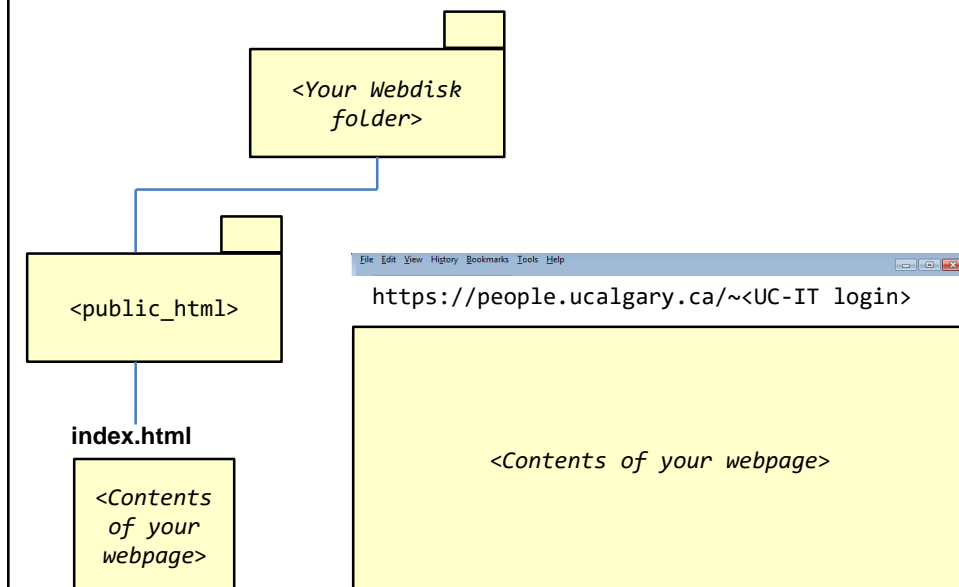 <Your Webdisk
folder>
<public_html>
File Edit View History Bookmarks Tools Help
https://people.ucalgary.ca/~<UC-IT login>
index.html
<Contents
of your
webpage>
<Contents of your webpage>